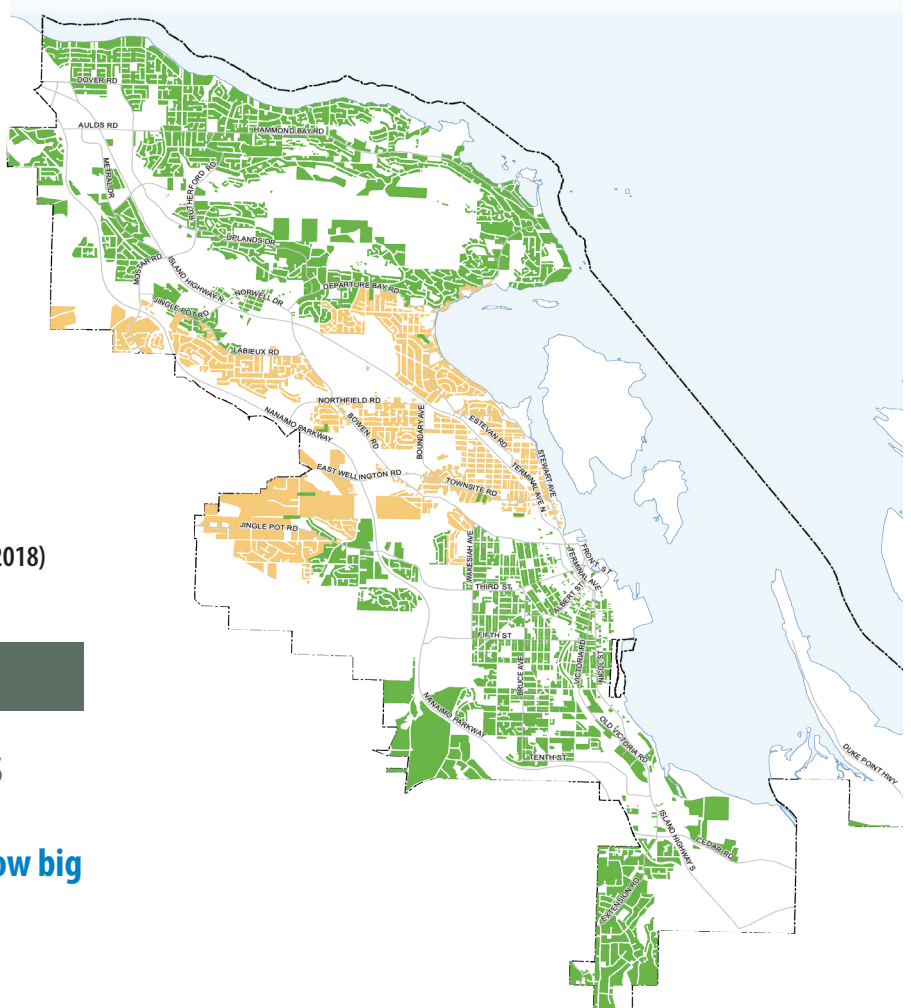 DOVER RD
AULDS RD
HAMMOND BAY RD
METRAL DR
RUTHERFORD RD
UPLANDS DR
MOSTAR RD
ISLAND HIGHWAY N
NORWELL DR
DEPARTURE BAY RD
JINGLE POT RD
LABIEUX RD
NORTHFIELD RD
NANAIMO PARKWAY
BOWEN RD
BOUNDARY AVE
ESTEVAN RD
STEWART AVE
TERMINAL AVE N
EAST WELLINGTON RD
TOWNSITE RD
JINGLE POT RD
WAKESIAH AVE
FRONT ST
TERMINAL AVE
ALBERT ST
THIRD ST
2018)
FIFTH ST
BRUCE AVE
VICTORIA RD
NICOL ST
NANAIMO PARKWAY
OLD VICTORIA RD
TENTH ST
DUKE POINT HWY
ISLAND HIGHWAY S
CEDAR RD
ow big
EXTENSION RD